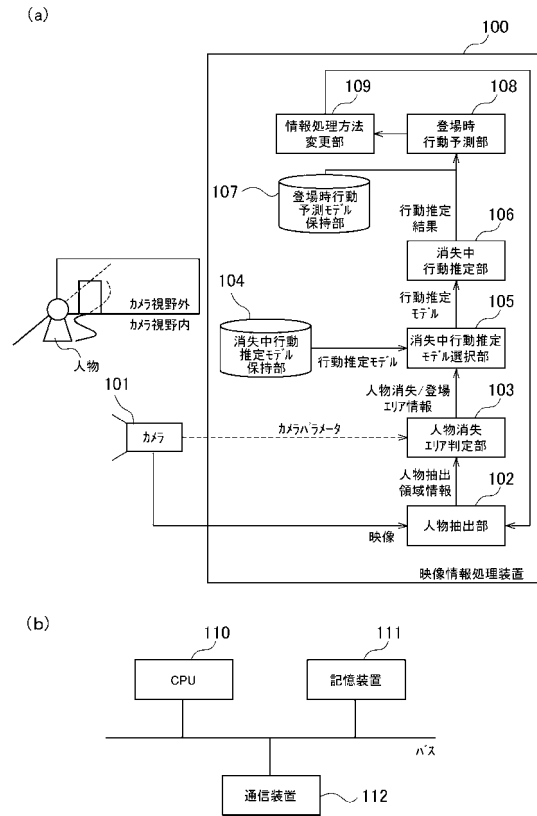 (a)
100
109
108
情報処理方法
変更部
登場時
行動予測部
107
登場時行動
予測モデル
保持部
行動推定
結果
106
消失中
行動推定部
カメラ視野外
カメラ視野内
人物
104
消失中行動
推定モデル
保持部
行動推定
モデル
105
行動推定モデル
消失中行動推定
モデル選択部
人物消失/登場
エリア情報
103
101
カメラ
カメラパラメータ
人物消失
エリア判定部
人物抽出
領域情報
102
映像
人物抽出部
映像情報処理装置
(b)
110
111
CPU
記憶装置
バス
通信装置
112